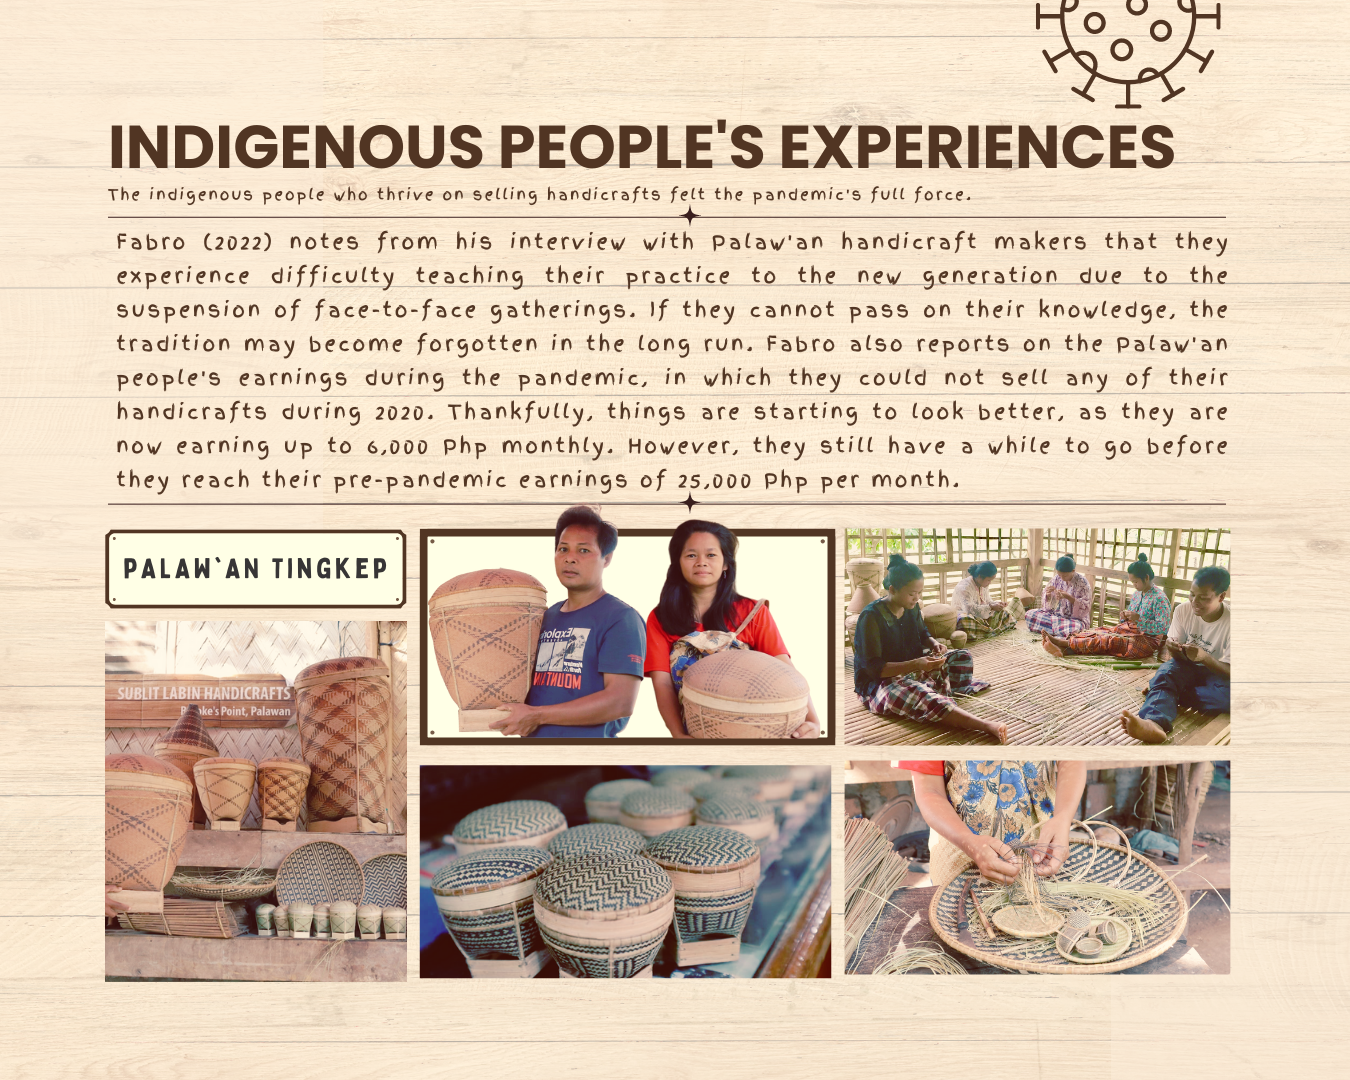 INDIGENOUS PEOPLE'S EXPERIENCES
The indigenous people who thrive on selling handicrafts felt the pandemic's full force.
Fabro (2022) notes from his interview with Palaw'an handicraft makers that they
experience difficulty teaching their practice to the new generation due to the
suspension of face-to-face gatherings. If they cannot pass on their knowledge, the
tradition may become forgotten in the long run. Fabro also reports on the Palaw'an
people's earnings during the pandemic, in which they could not sell any of their
handicrafts during 2020. Thankfully, things are starting to look better, as they are
now earning up to 6,000 Php monthly. However, they still have a while to go before
they reach their pre-pandemic earnings of 25,000 Php per month.
PALAW`AN TINGKEP
SUBLIT LABIN HANDICRAFTS
Point, Palawan
MOUNTAIN